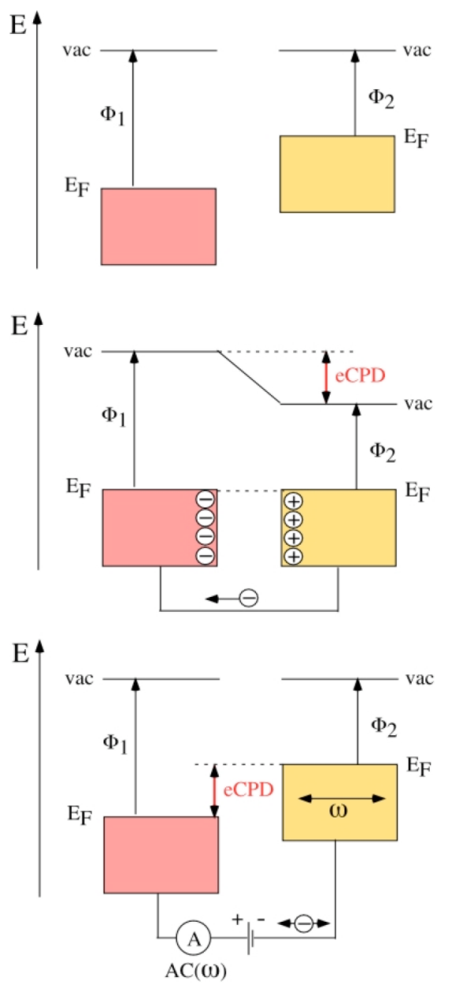 E
vac
vac
Φ1
Φ2
EF
EF
E
vac
eCPD
vac
Φ1
Φ2
EF
EF
− +
− +
− +
− +
−
E
vac
vac
Φ1
Φ2
EF
eCPD
EF
ω
+ - −
A
AC(ω)